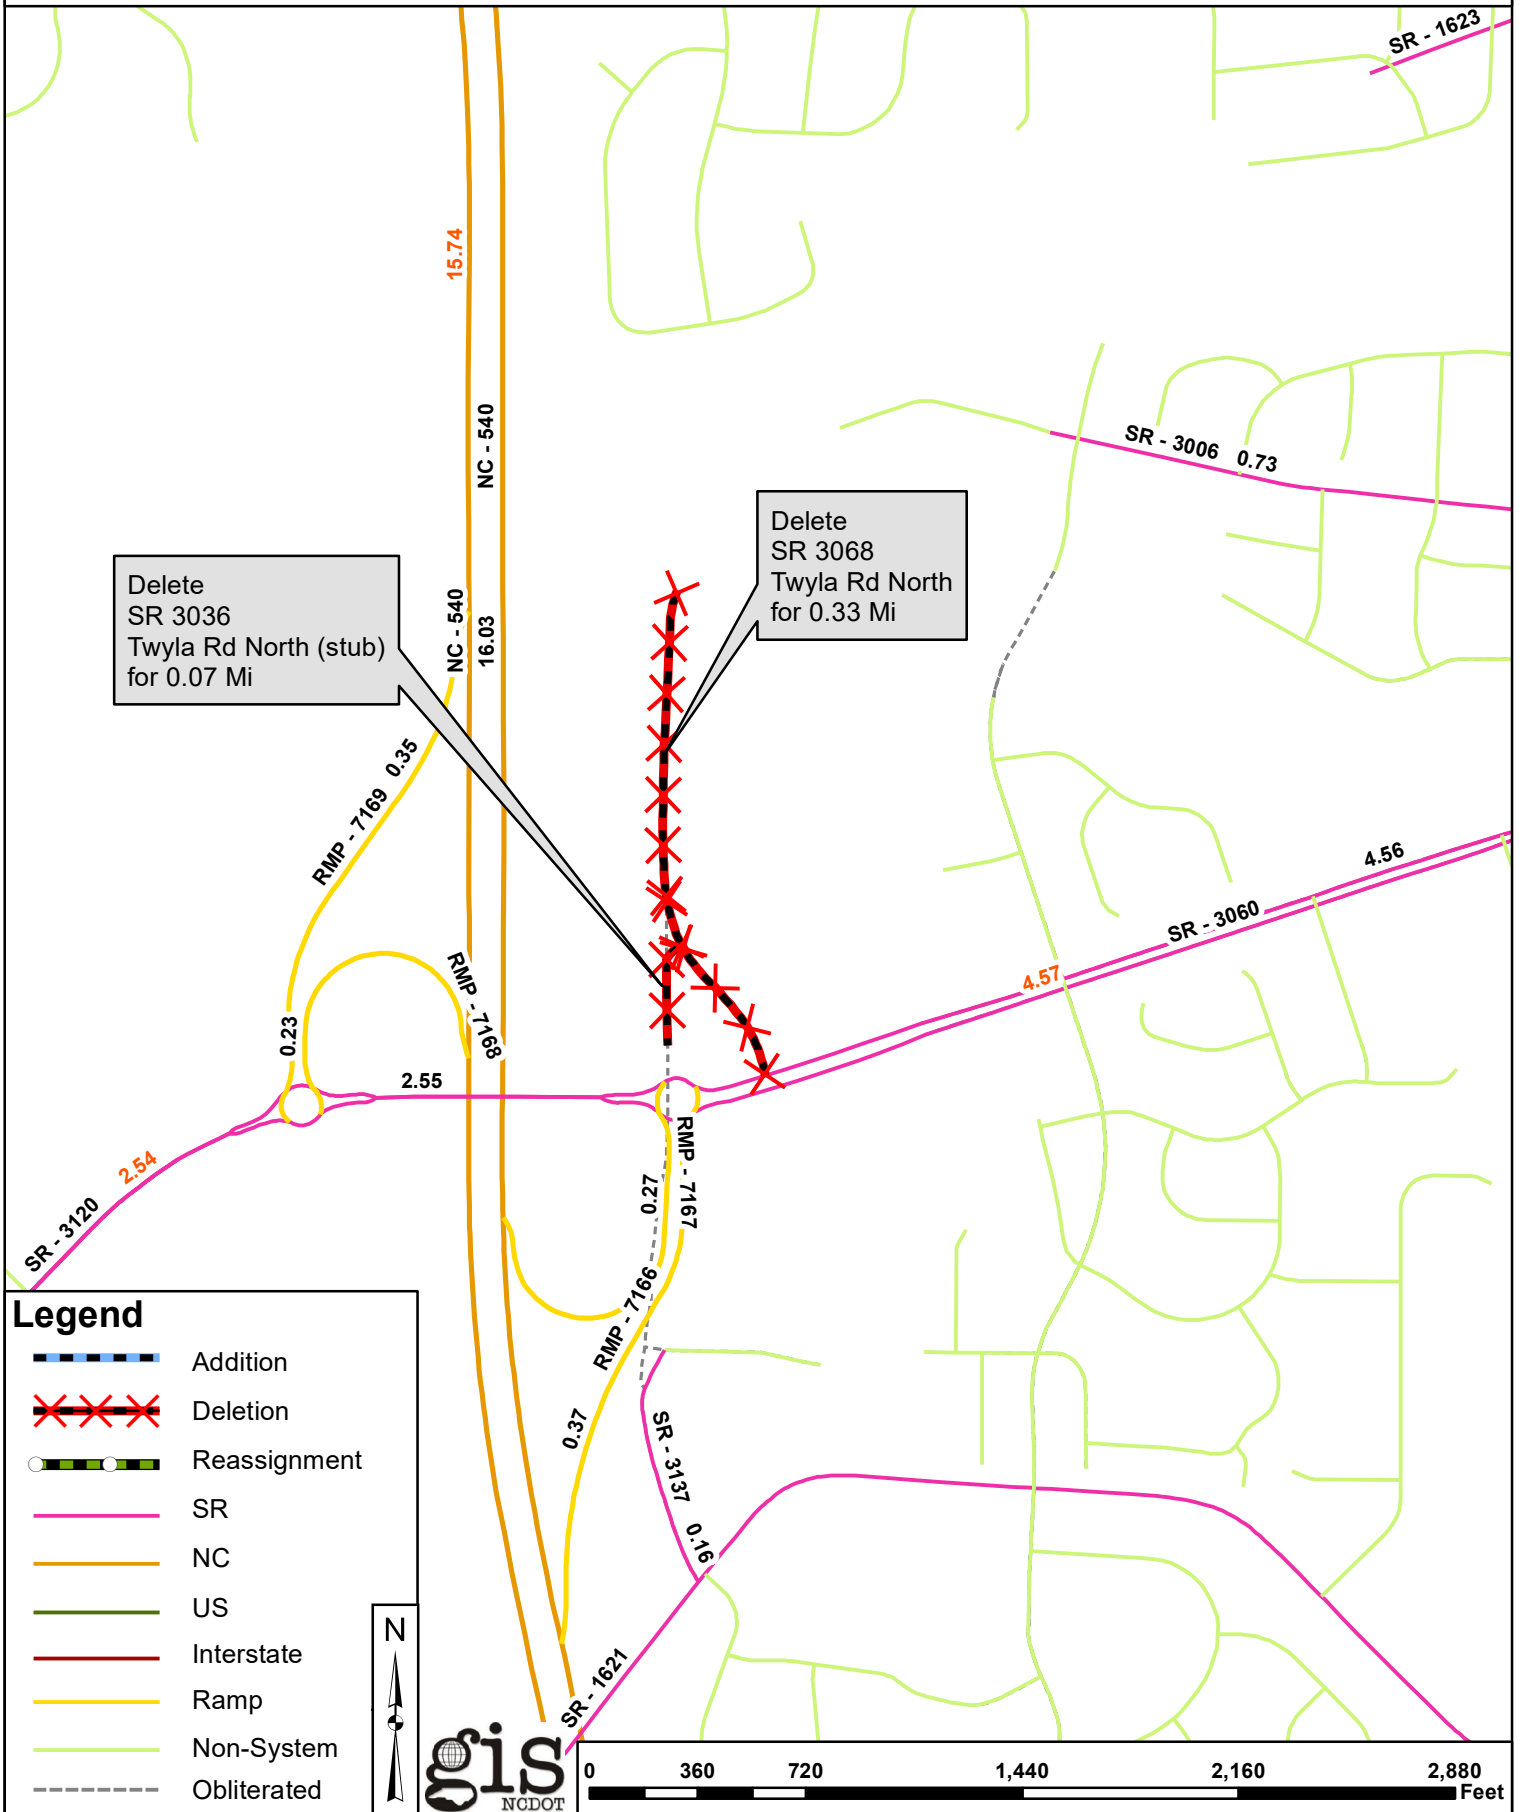 SR - 1623
15.74
NC - 540
SR - 3006 0.73
Delete
SR 3068
Twyla Rd North
for 0.33 Mi
Delete
SR 3036
Twyla Rd North (stub)
for 0.07 Mi
NC - 540
16.03
RMP - 7169 0.35
4.56
SR - 3060
4.57
RMP - 7168
0.23
2.55
2.54
SR - 3120
RMP - 7167
0.27
RMP - 7166
0.37
SR - 3137 0.16
SR - 1621
Legend
Addition
Deletion
Reassignment
SR
NC
US
Interstate
Ramp
Non-System
Obliterated
N
gis
NCDOT
0 360 720 1,440 2,160 2,880
Feet